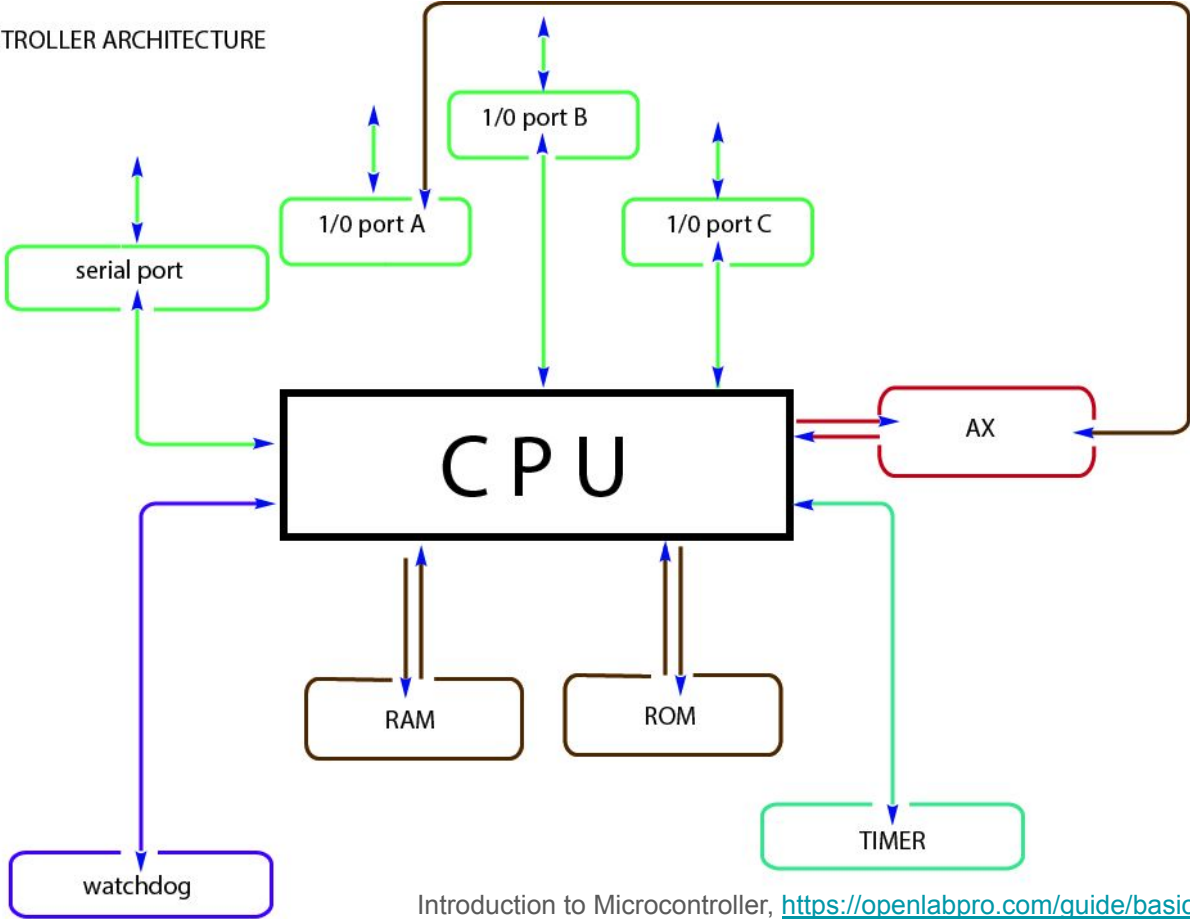 TROLLER ARCHITECTURE
1/0 port B
1/0 port A
1/0 port C
serial port
CPU
AX
RAM
ROM
TIMER
watchdog
Introduction to Microcontroller, https://openlabpro.com/guide/basic